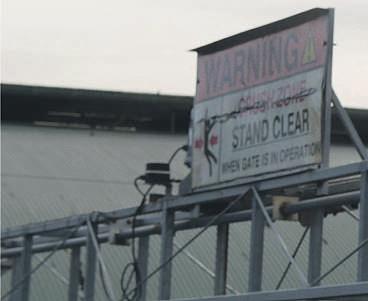 WARNING
CRUSH ZONE
STAND CLEAR
WHEN GATE IS IN OPERATION